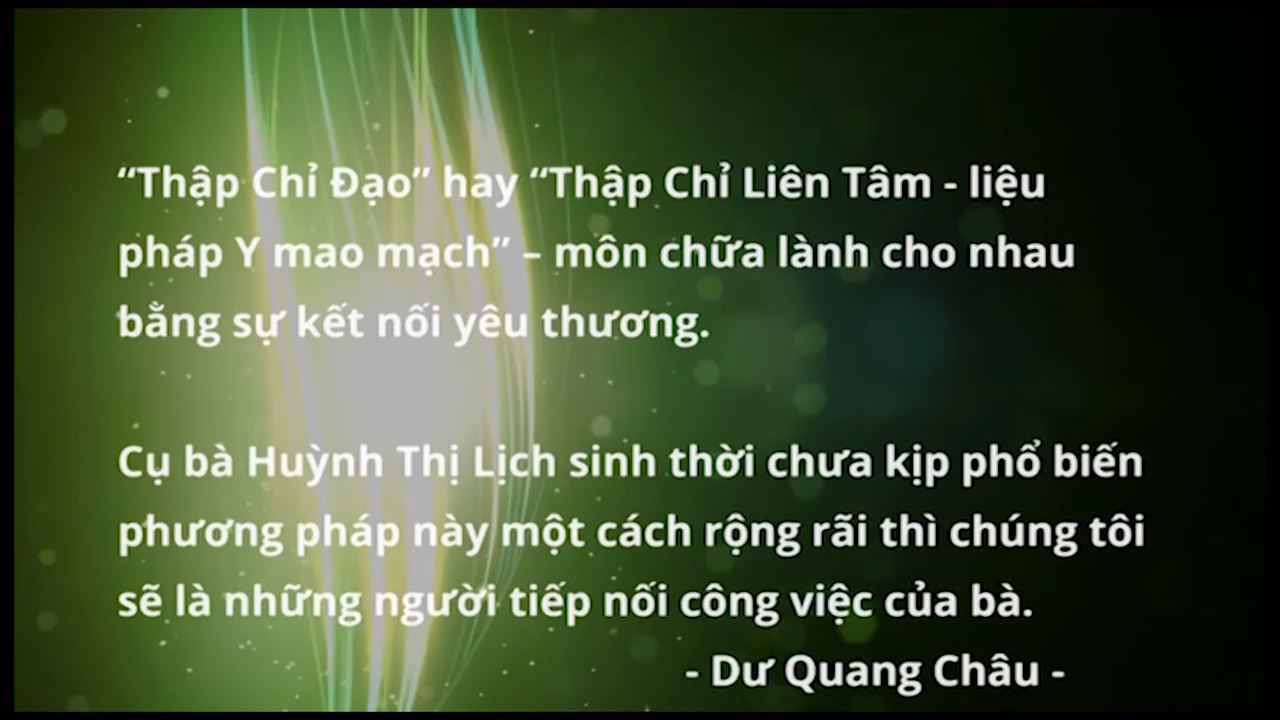 “Thập Chỉ Đạo” hay “Thập Chỉ Liên Tâm - liệu
pháp Y mao mạch” – môn chữa lành cho nhau
bằng sự kết nối yêu thương.
Cụ bà Huỳnh Thị Lịch sinh thời chưa kịp phổ biến
phương pháp này một cách rộng rãi thì chúng tôi
sẽ là những người tiếp nối công việc của bà.
- Dư Quang Châu -